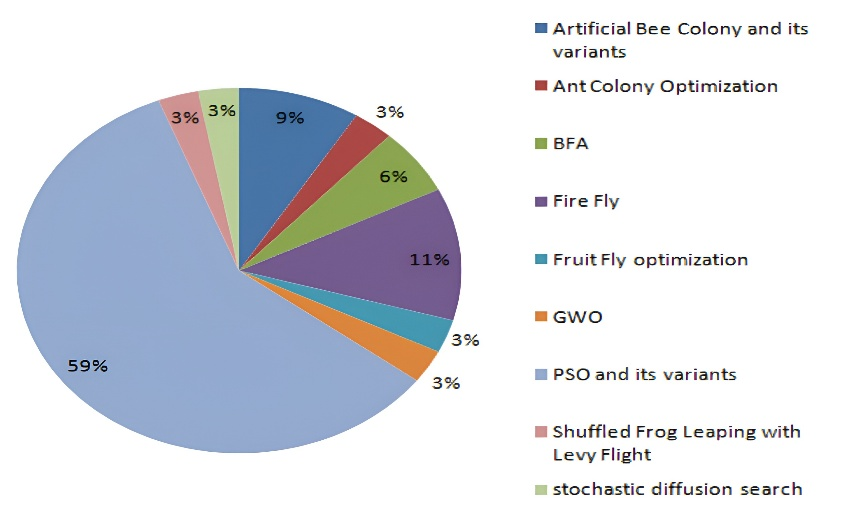 Artificial Bee Colony and its
variants
Ant Colony Optimization
BFA
Fire Fly
Fruit Fly optimization
GWO
PSO and its variants
Shuffled Frog Leaping with
Levy Flight
stochastic diffusion search
3%
3%
9%
3%
6%
11%
3%
3%
59%